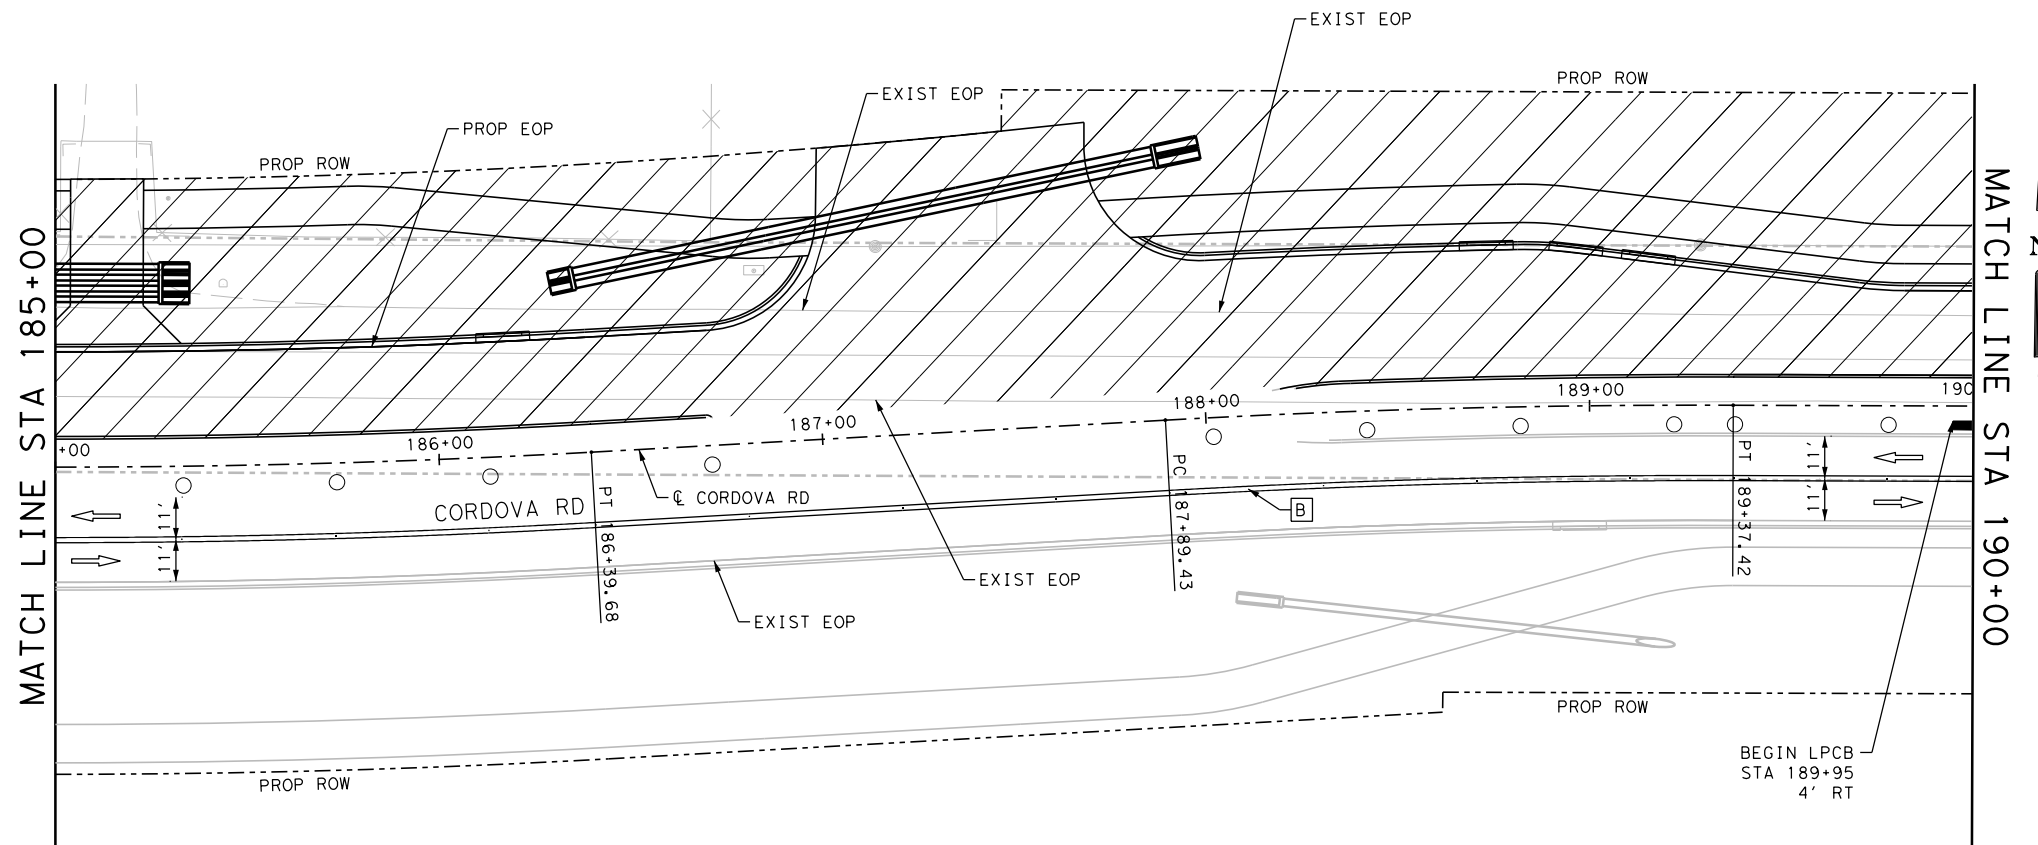 EXIST EOP
PROP ROW
EXIST EOP
PROP EOP
PROP ROW
MATCH LINE STA 185+00
MATCH LINE STA 190+00
+00
186+00
187+00
188+00
189+00
190
11'
11'
CORDOVA RD
PT 186+39.68
℄ CORDOVA RD
PC 187+89.43
B
PT 189+37.42
11'
11'
EXIST EOP
EXIST EOP
PROP ROW
PROP ROW
BEGIN LPCB
STA 189+95
4' RT